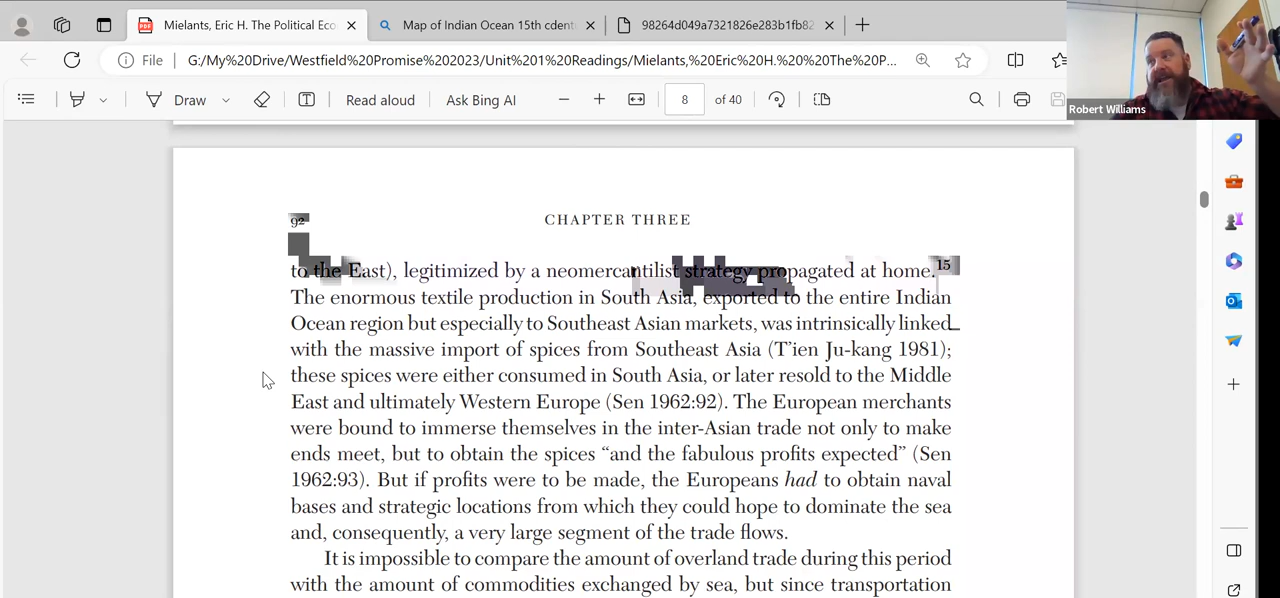 Mielants, Eric H. The Political Eco
Map of Indian Ocean 15th cdent
98264d049a7321826e283b1fb82
File
G:/My%20Drive/Westfield%20Promise%202023/Unit%201%20Readings/Mielants,%20Eric%20H.%20%20The%20P...
Draw
Read aloud
Ask Bing AI
8
of 40
Robert Williams
92
CHAPTER THREE
to the East), legitimized by a neomercantilist strategy propagated at home.15
The enormous textile production in South Asia, exported to the entire Indian
Ocean region but especially to Southeast Asian markets, was intrinsically linked
with the massive import of spices from Southeast Asia (T'ien Ju-kang 1981);
these spices were either consumed in South Asia, or later resold to the Middle
East and ultimately Western Europe (Sen 1962:92). The European merchants
were bound to immerse themselves in the inter-Asian trade not only to make
ends meet, but to obtain the spices “and the fabulous profits expected” (Sen
1962:93). But if profits were to be made, the Europeans had to obtain naval
bases and strategic locations from which they could hope to dominate the sea
and, consequently, a very large segment of the trade flows.
It is impossible to compare the amount of overland trade during this period
with the amount of commodities exchanged by sea, but since transportation